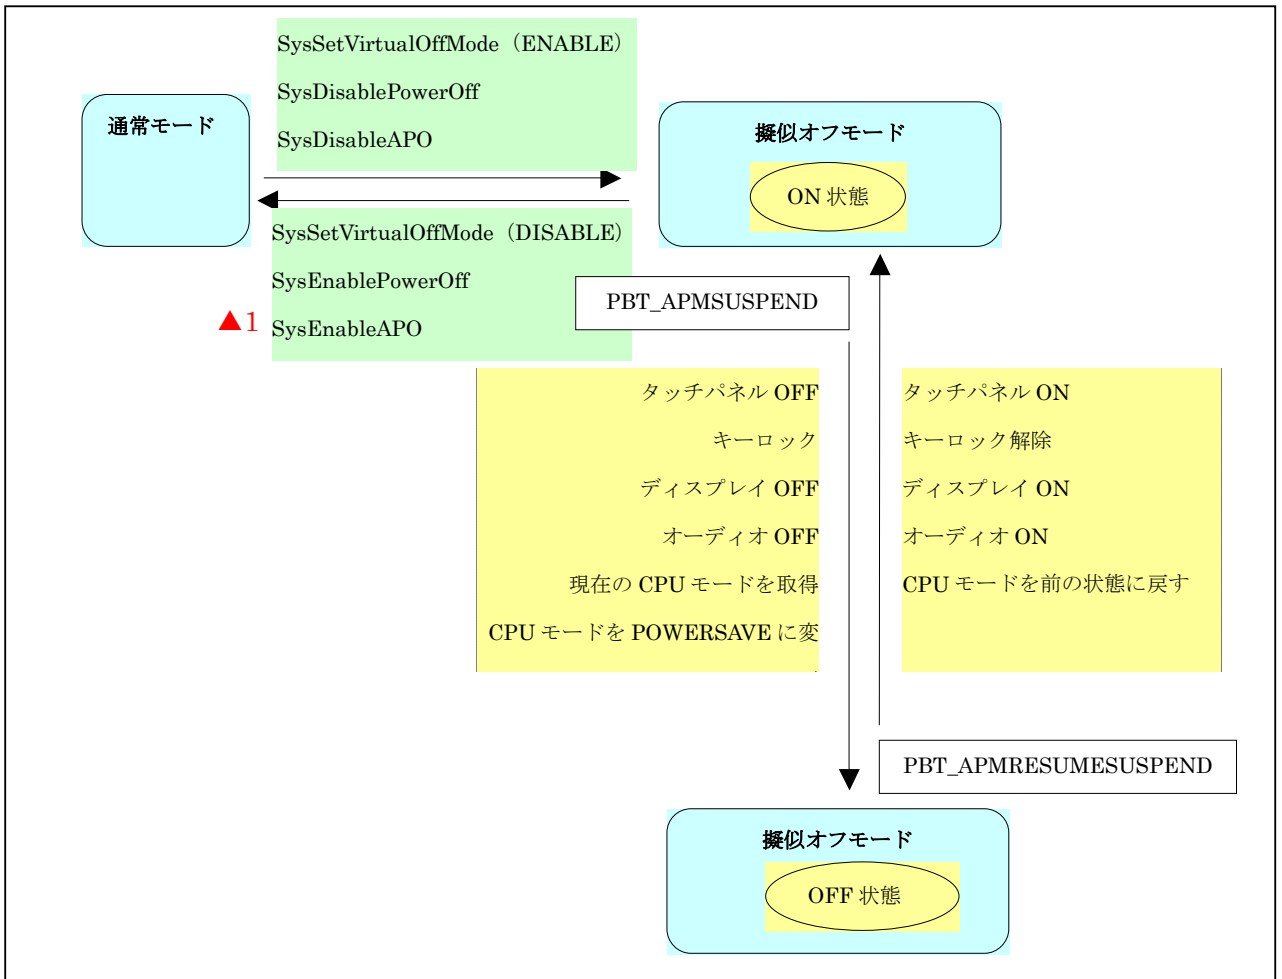 SysSetVirtualOffMode（ENABLE）
SysDisablePowerOff
SysDisableAPO
通常モード
擬似オフモード
ON 状態
SysSetVirtualOffMode（DISABLE）
SysEnablePowerOff
▲1 SysEnableAPO
PBT_APMSUSPEND
タッチパネル OFF
キーロック
ディスプレイ OFF
オーディオ OFF
現在の CPU モードを取得
CPU モードを POWERSAVE に変
タッチパネル ON
キーロック解除
ディスプレイ ON
オーディオ ON
CPU モードを前の状態に戻す
PBT_APMRESUMESUSPEND
擬似オフモード
OFF 状態